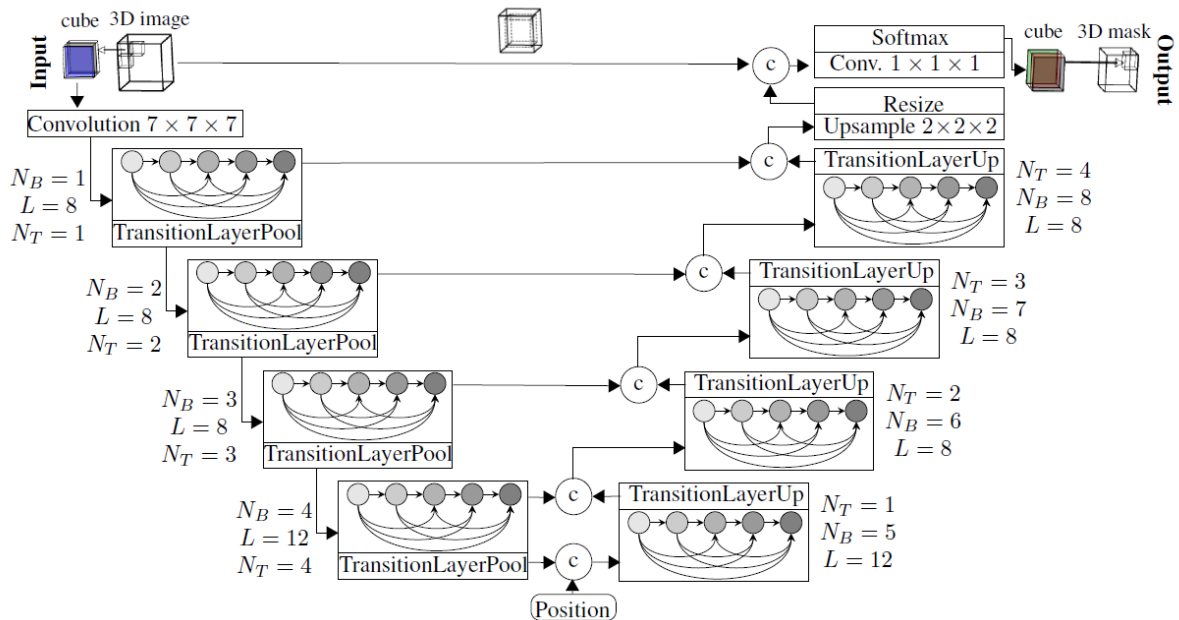 Input
cube
3D image
Convolution 7 × 7 × 7
N_B = 1
L = 8
N_T = 1
TransitionLayerPool
N_B = 2
L = 8
N_T = 2
TransitionLayerPool
N_B = 3
L = 8
N_T = 3
TransitionLayerPool
N_B = 4
L = 12
N_T = 4
TransitionLayerPool
c
Position
c
TransitionLayerUp
N_T = 1
N_B = 5
L = 12
c
TransitionLayerUp
N_T = 2
N_B = 6
L = 8
c
TransitionLayerUp
N_T = 3
N_B = 7
L = 8
c
TransitionLayerUp
N_T = 4
N_B = 8
L = 8
Resize
Upsample 2×2×2
c
Softmax
Conv. 1 × 1 × 1
cube
3D mask
Output